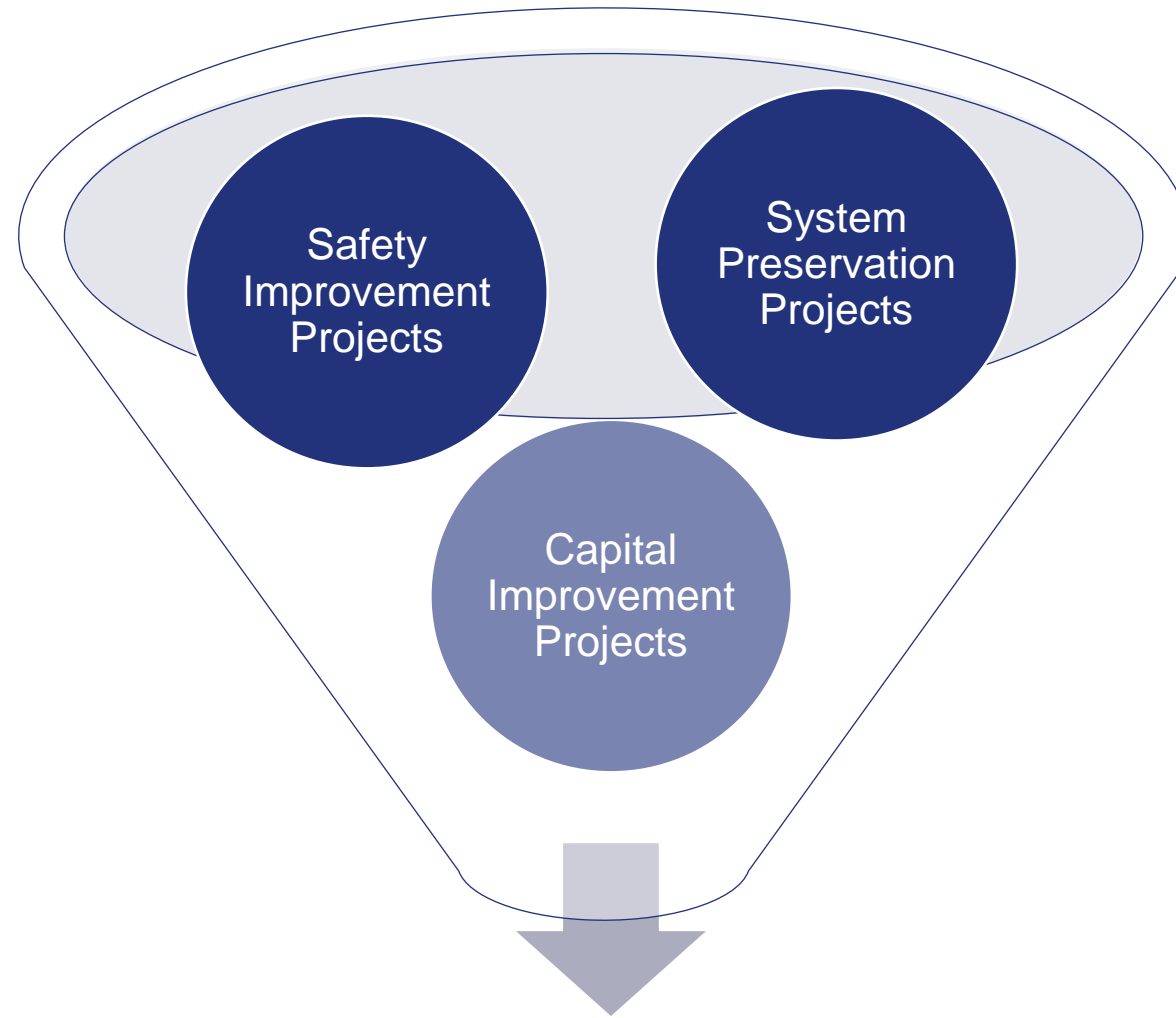 Safety
Improvement
Projects
System
Preservation
Projects
Capital
Improvement
Projects